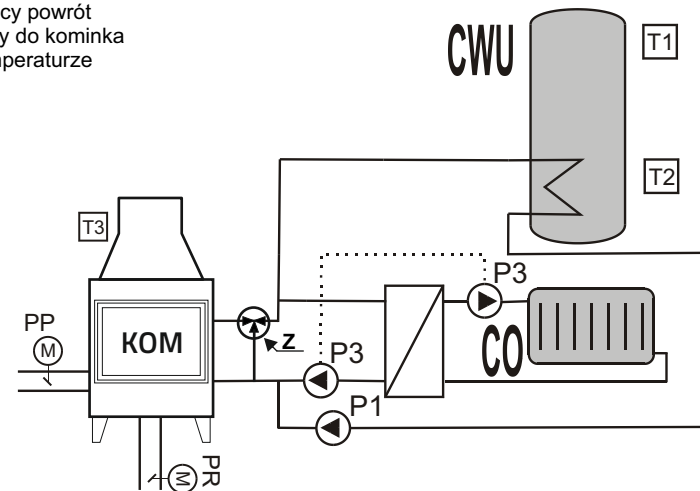 cy powrót
y do kominka
peraturze
CWU
T1
T2
T3
P3
PP
M
KOM
Z
P3
CO
P1
M
PR